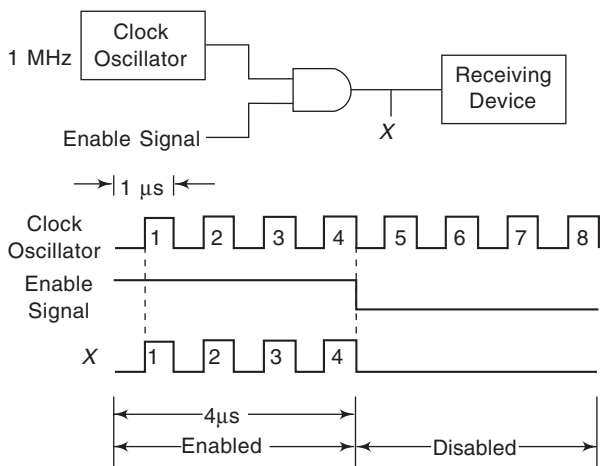 Clock
Oscillator
1 MHz
Receiving
Device
X
Enable Signal
1 μs
Clock
Oscillator
1 2 3 4 5 6 7 8
Enable
Signal
X
1 2 3 4
4μs
Enabled Disabled